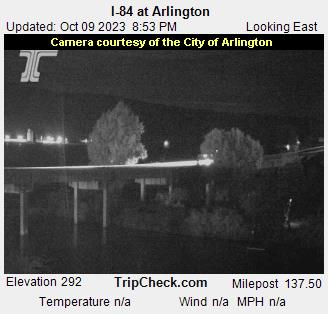 I-84 at Arlington
Updated: Oct 09 2023 8:53 PM Looking East
Camera courtesy of the City of Arlington
Elevation 292 TripCheck.com Milepost 137.50
Temperature n/a Wind n/a MPH n/a